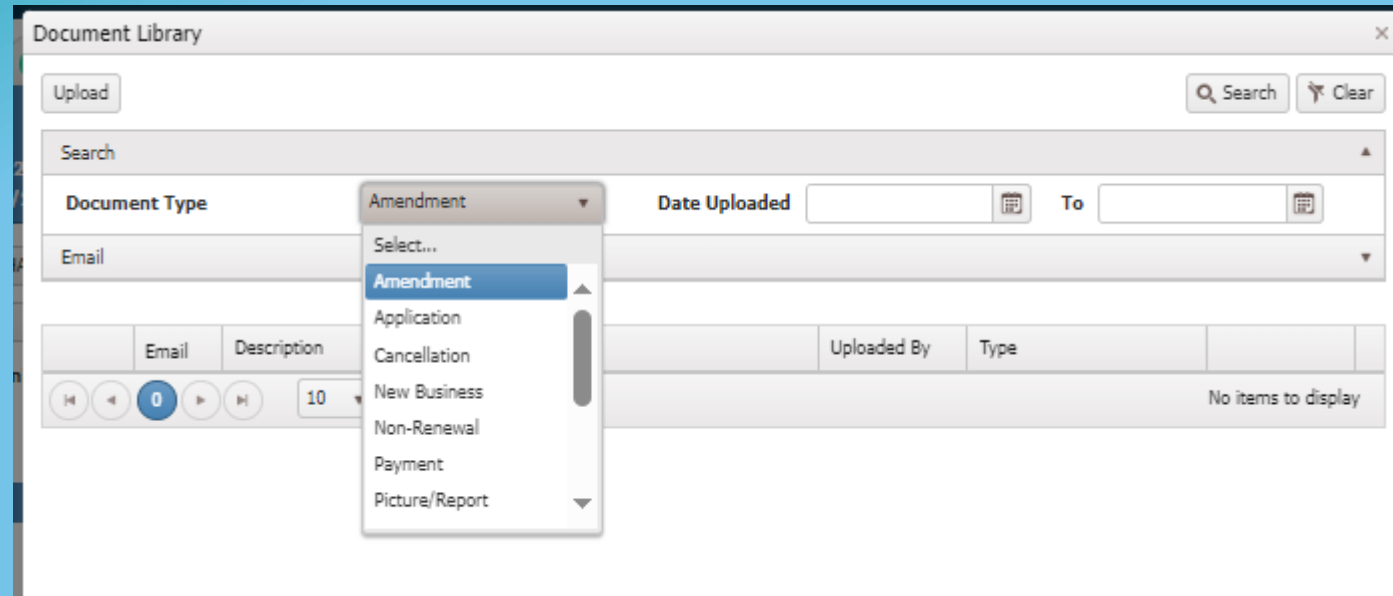 Document Library
Upload
Search Clear
Search
Document Type Amendment Date Uploaded To
Select...
Email
Amendment
Application
Email Description Uploaded By Type
Cancellation
New Business
0 10 No items to display
Non-Renewal
Payment
Picture/Report